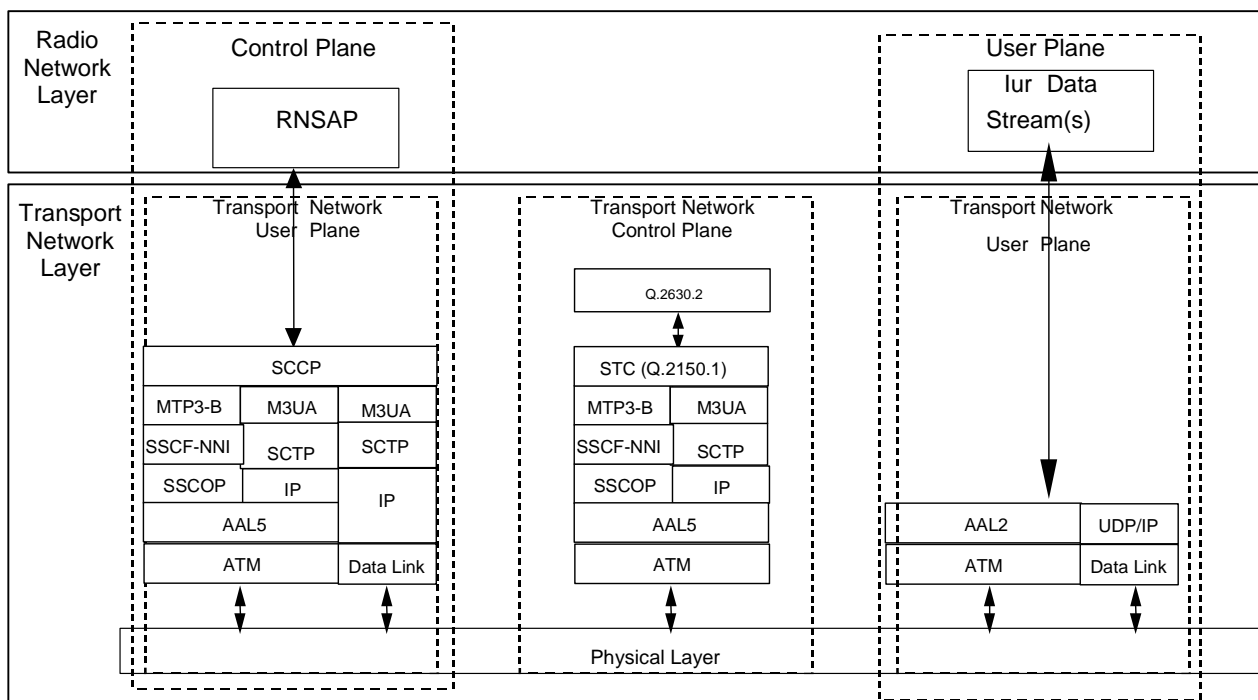 Radio
Network
Layer
Control Plane
RNSAP
User Plane
Iur Data
Stream(s)
Transport
Network
Layer
Transport Network
User Plane
SCCP
MTP3-B
M3UA
M3UA
SSCF-NNI
SCTP
SCTP
SSCOP
IP
IP
AAL5
ATM
Data Link
Transport Network
Control Plane
Q.2630.2
STC (Q.2150.1)
MTP3-B
M3UA
SSCF-NNI
SCTP
SSCOP
IP
AAL5
ATM
Transport Network
User Plane
AAL2
UDP/IP
ATM
Data Link
Physical Layer